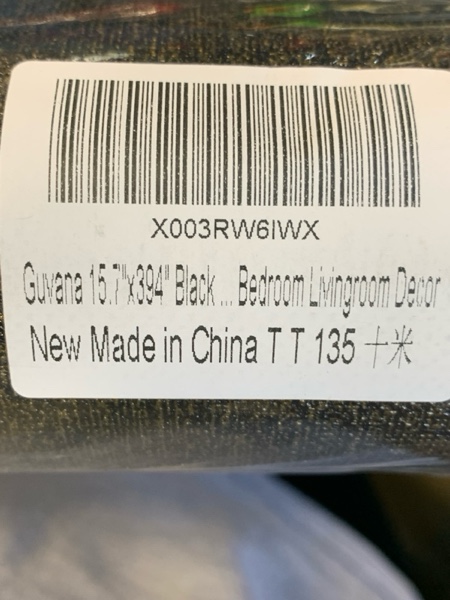 X003RW6IWX
Guvana 15.7"x394" Black ... Bedroom Livingroom Decor
New Made in China T T 135 十米